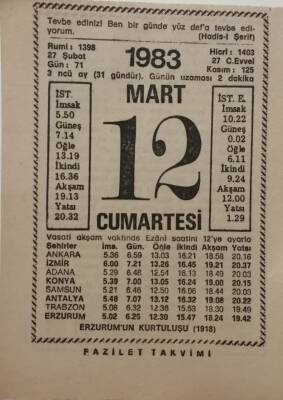 Tevbe ediniz! Ben bir günde yüz def'a tevbe edi-
yorum. (Hadis-i Şerif)
Rumi : 1398 1983 Hicri : 1403
27 Şubat 27 C.Evvel
Gün : 71 Kasım : 125
3 ncü ay (31 gündür). Günün uzaması 2 dakika
MART
12
CUMARTESİ
İST.
İmsak
5.50
Güneş
7.14
Öğle
13.19
İkindi
16.36
Akşam
19.13
Yatsı
20.32
İST. E.
İmsak
10.22
Güneş
0.02
Öğle
6.11
İkindi
9.24
Akşam
12.00
Yatsı
1.29
Vasati akşam vaktinde Ezâni saatini 12'ye ayarla
Şehirler İms. Gün. Öğle İkindi Akşam Yatsı
ANKARA 5.36 6.59 13.03 16.21 18.58 20.16
İZMİR 6.00 7.21 13.26 16.45 19.21 20.37
ADANA 5.29 6.48 12.54 16.13 18.49 20.03
KONYA 5.39 7.00 13.05 16.24 19.00 20.15
SAMSUN 5.21 6.46 12.50 16.06 18.44 20.03
ANTALYA 5.48 7.07 13.12 16.32 19.08 20.22
TRABZON 5.08 6.32 12.36 15.53 18.30 19.49
ERZURUM 5.02 6.25 12.30 15.47 18.24 19.42
ERZURUM'UN KURTULUŞU (1918)
FAZİLET TAKVİMİ